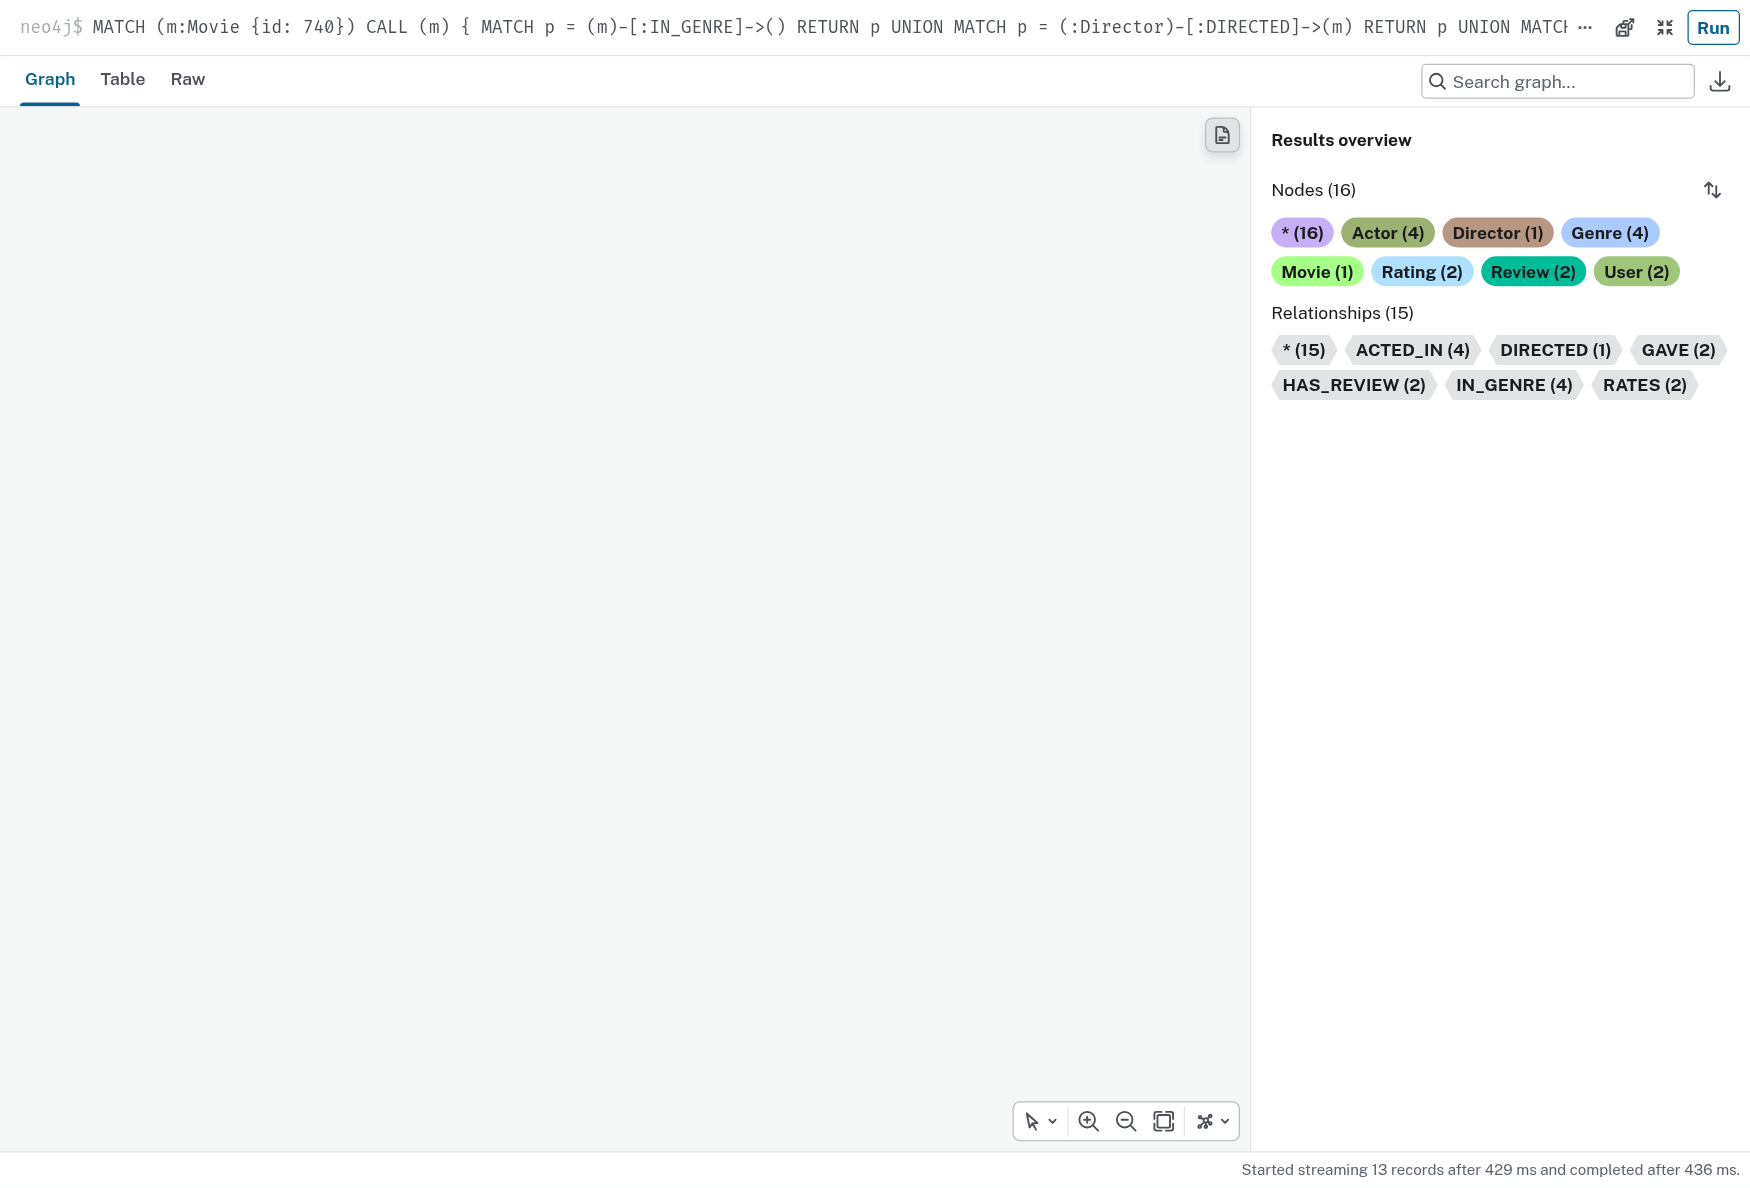 neo4j$ MATCH (m:Movie {id: 740}) CALL (m) { MATCH p = (m)-[:IN_GENRE]->() RETURN p UNION MATCH p = (:Director)-[:DIRECTED]->(m) RETURN p UNION MATCH ··· Run
Graph Table Raw Search graph...
Results overview
Nodes (16)
* (16) Actor (4) Director (1) Genre (4)
Movie (1) Rating (2) Review (2) User (2)
Relationships (15)
* (15) ACTED_IN (4) DIRECTED (1) GAVE (2)
HAS_REVIEW (2) IN_GENRE (4) RATES (2)
Started streaming 13 records after 429 ms and completed after 436 ms.